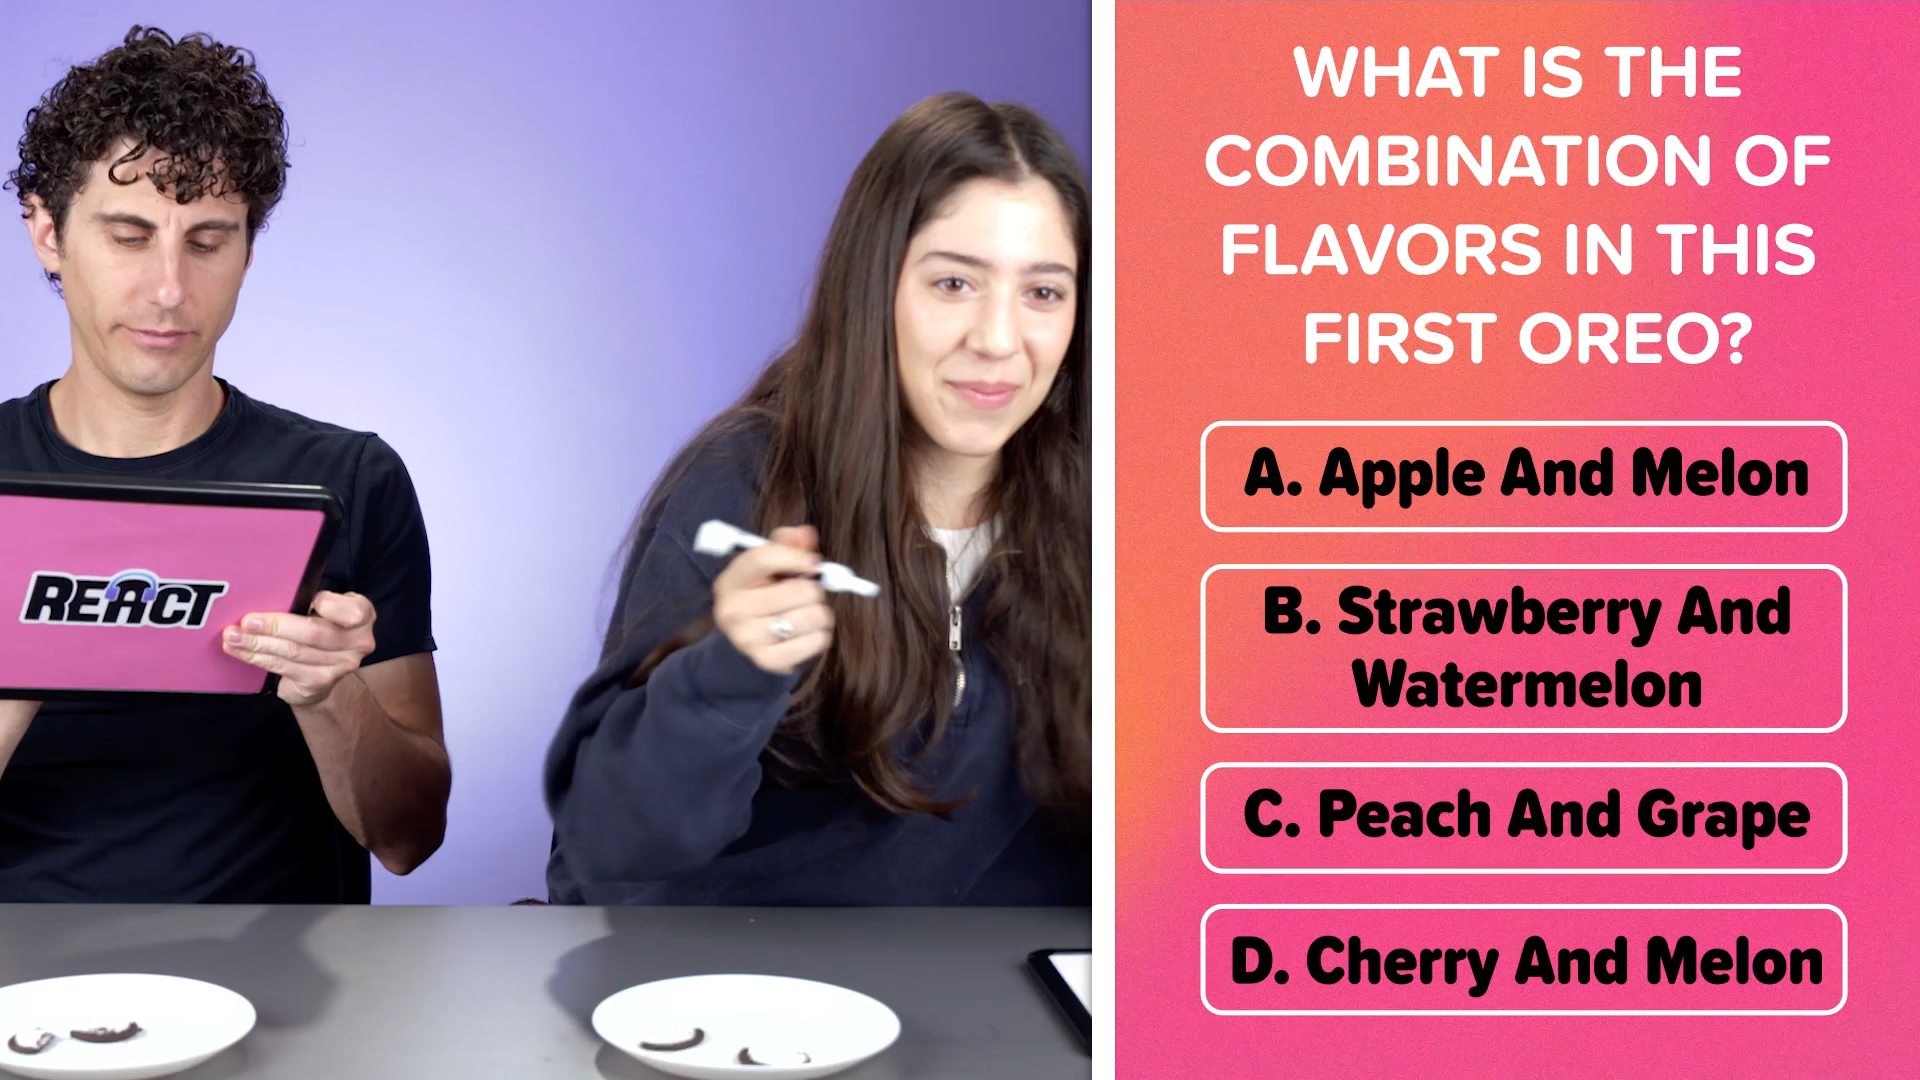 WHAT IS THE
COMBINATION OF
FLAVORS IN THIS
FIRST OREO?
A. Apple And Melon
B. Strawberry And
Watermelon
C. Peach And Grape
D. Cherry And Melon
REACT